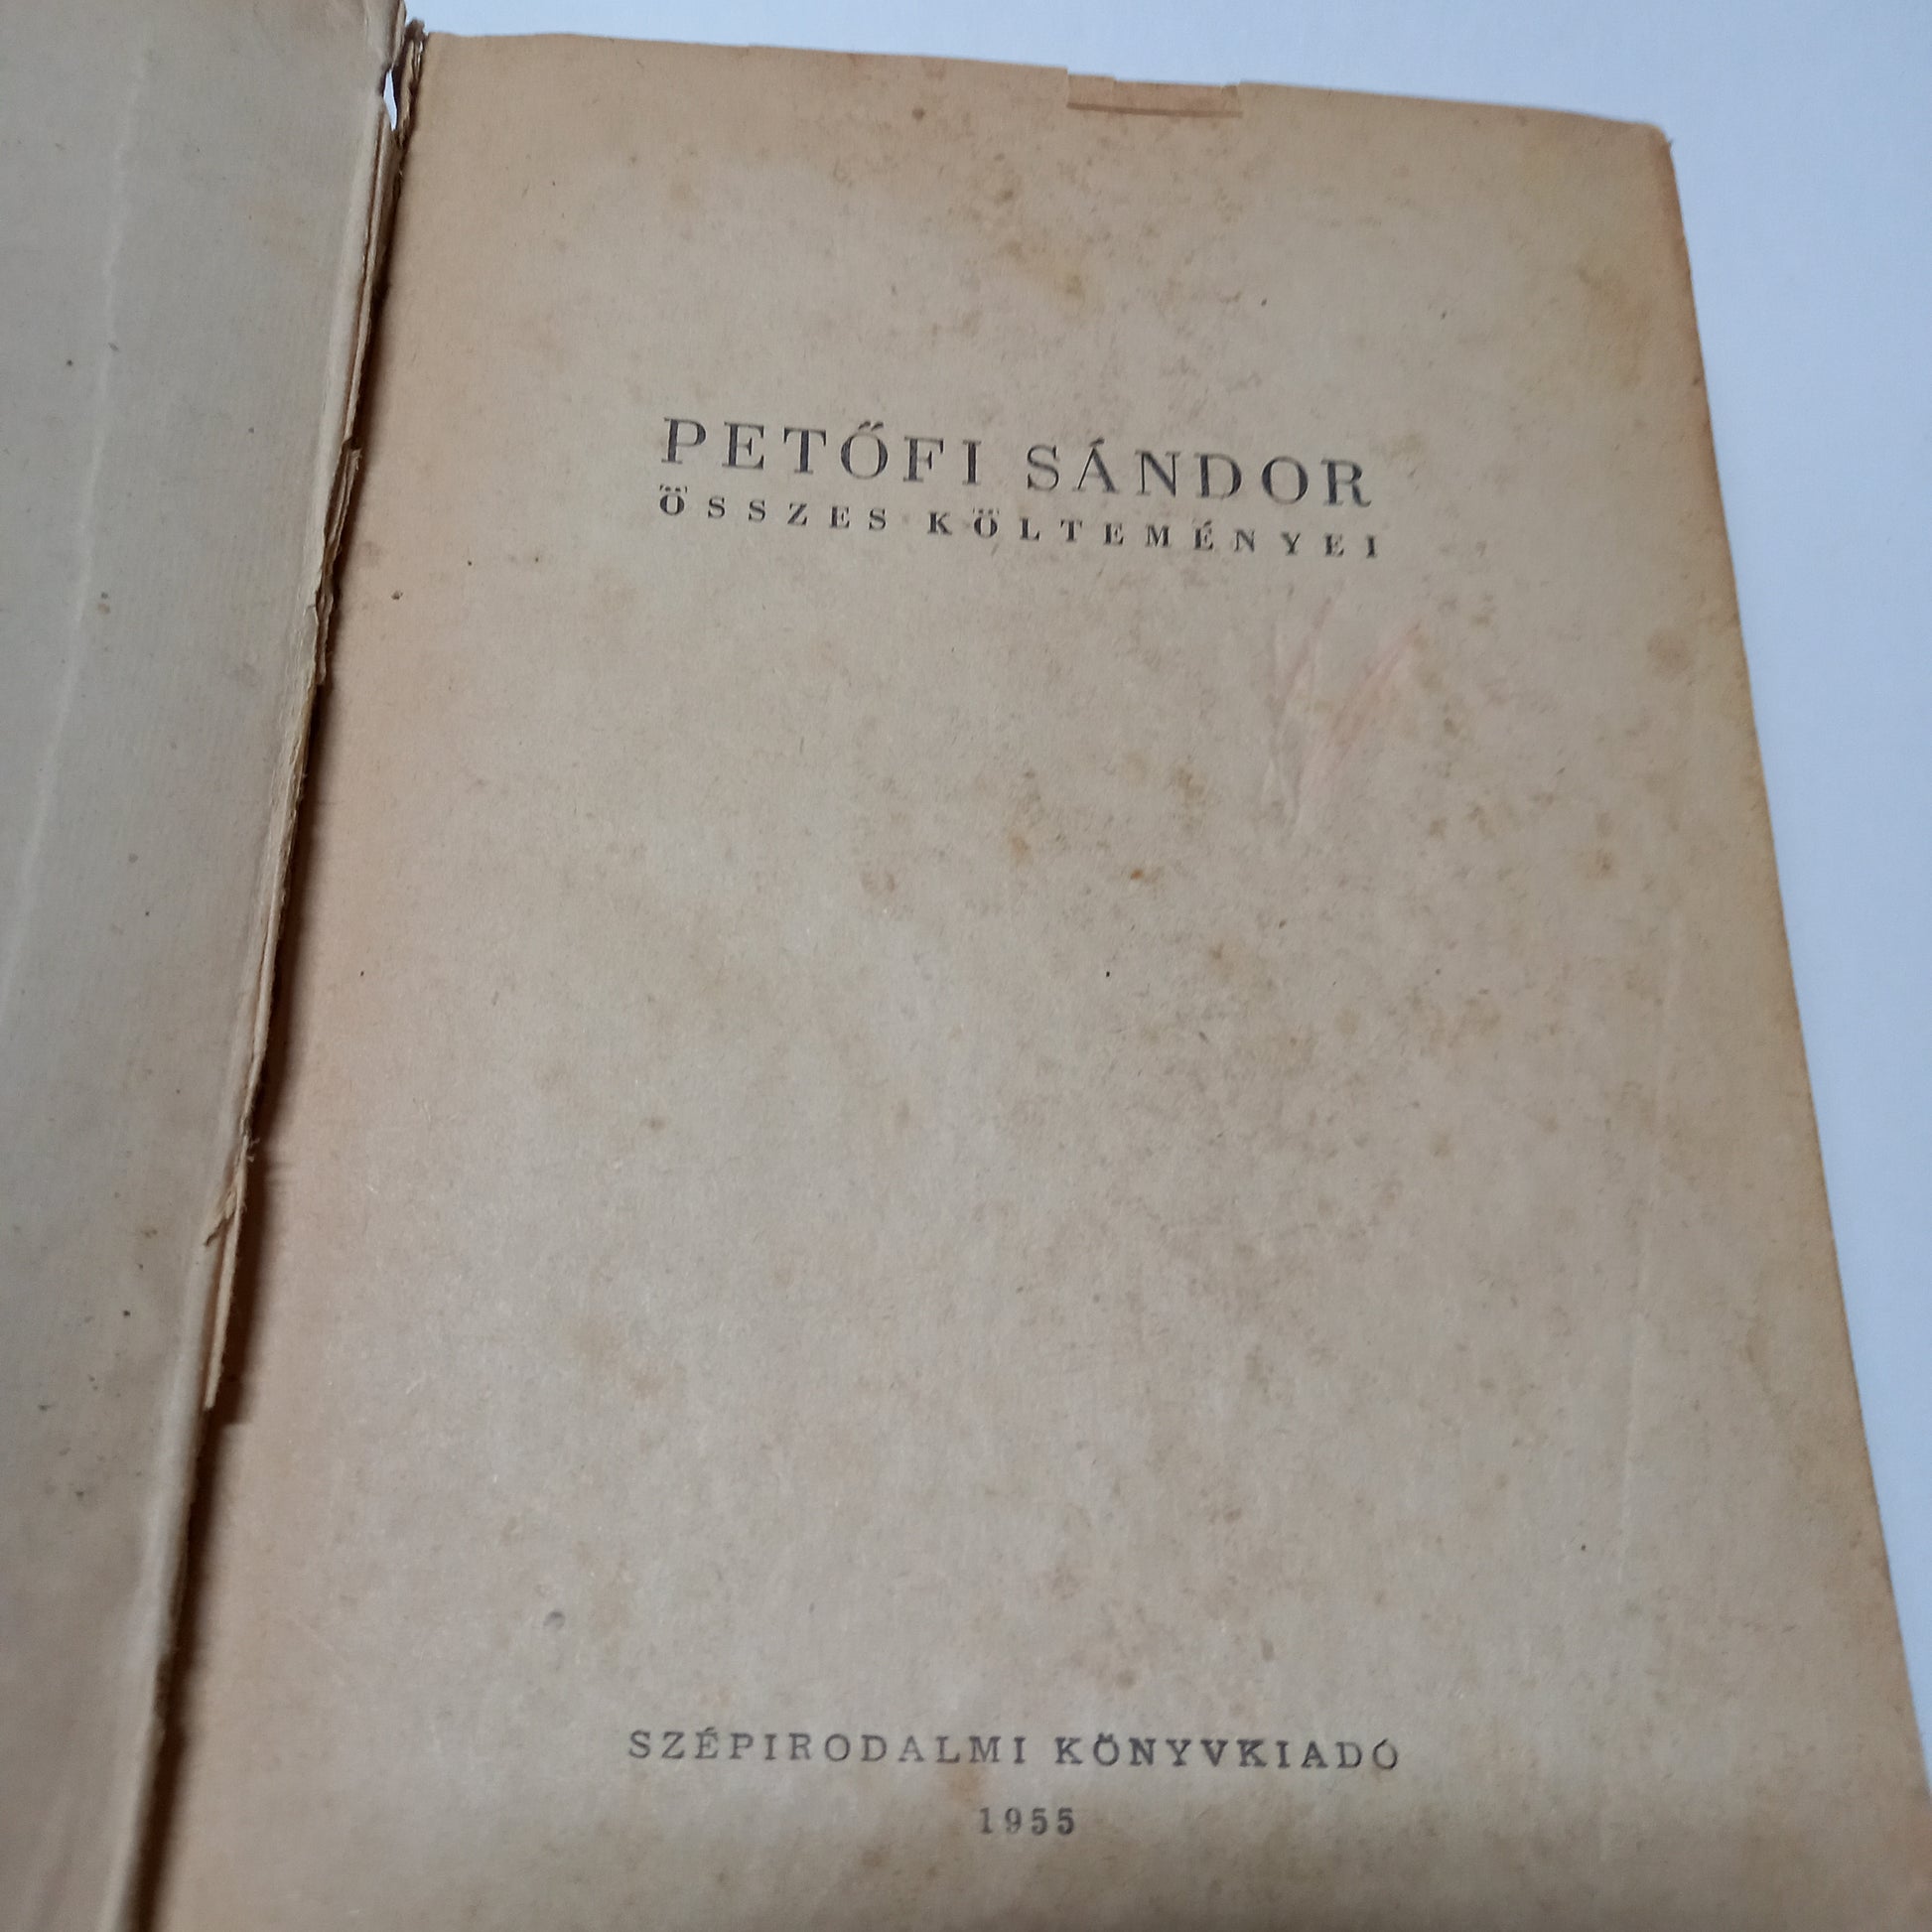 PETŐFI SÁNDOR
ÖSSZES KÖLTEMÉNYEI
SZÉPIRODALMI KÖNYVKIADÓ
1955